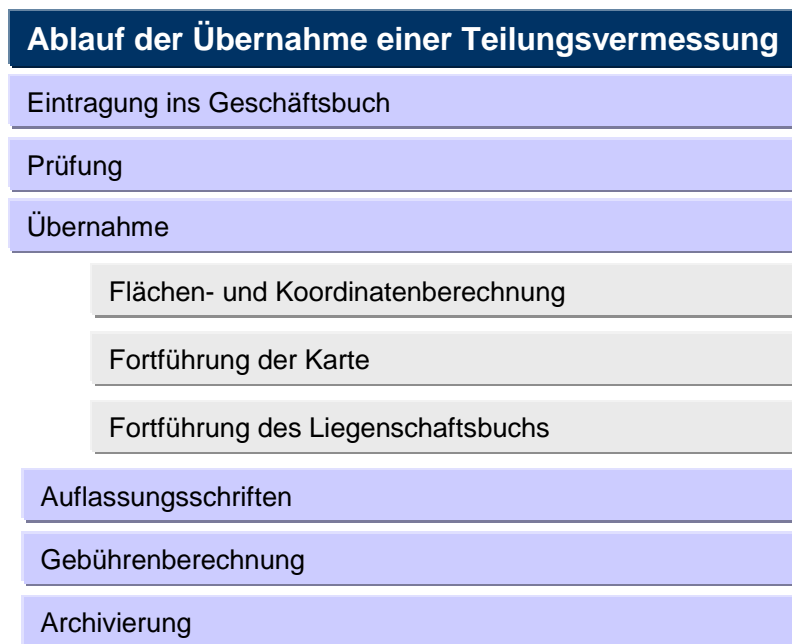 Ablauf der Übernahme einer Teilungsvermessung
Eintragung ins Geschäftsbuch
Prüfung
Übernahme
Flächen- und Koordinatenberechnung
Fortführung der Karte
Fortführung des Liegenschaftsbuchs
Auflassungsschriften
Gebührenberechnung
Archivierung